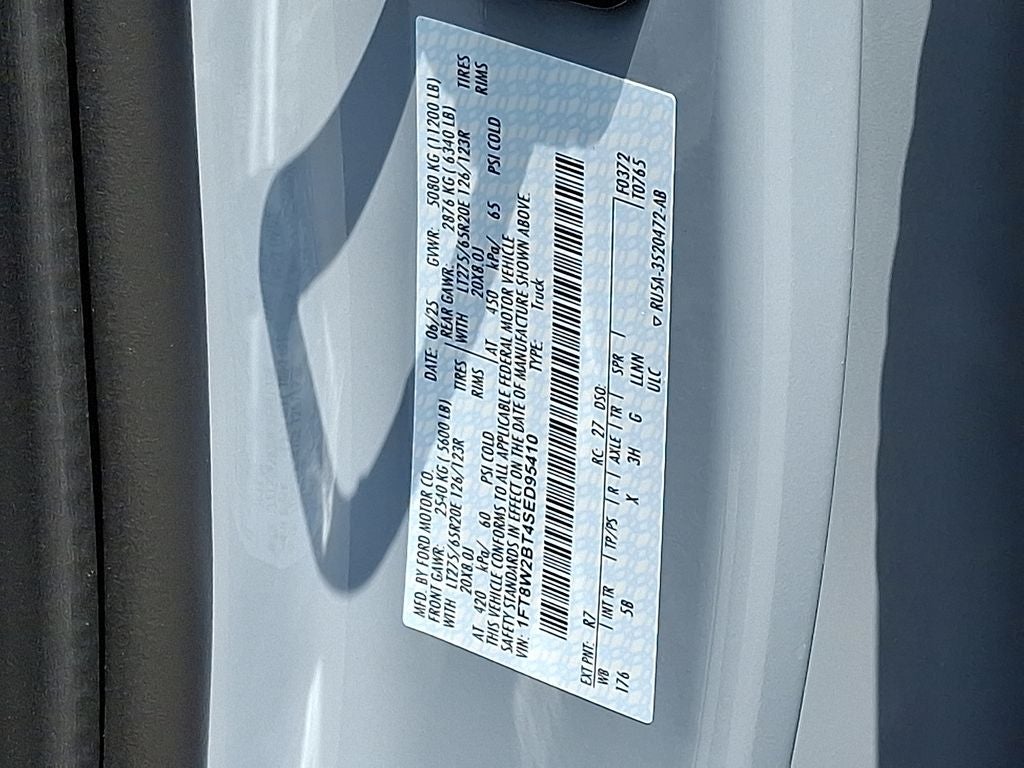 MFD. BY FORD MOTOR CO.
DATE: 06/25 GVWR: 5080 KG (11200 LB)
FRONT GAWR: 2540 KG ( 5600 LB) REAR GAWR: 2876 KG ( 6340 LB)
WITH LT275/65R20E 126/123R TIRES WITH LT275/65R20E 126/123R TIRES
20X8.0J RIMS 20X8.0J RIMS
AT 420 kPa/ 60 PSI COLD AT 450 kPa/ 65 PSI COLD
THIS VEHICLE CONFORMS TO ALL APPLICABLE FEDERAL MOTOR VEHICLE
SAFETY STANDARDS IN EFFECT ON THE DATE OF MANUFACTURE SHOWN ABOVE.
VIN: 1FT8W2BT4SED95410 TYPE: Truck
EXT PNT: R7 RC: 27 DSO: F0372
WB INT TR TP/PS R AXLE TR SPR T0765
176 5B X 3H G LLNN
ULC
▽ RU5A-3520472-AB